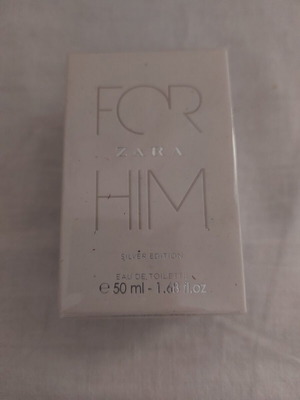 FOR
ZARA
HIM
SILVER EDITION
EAU DE TOILETTE
℮ 50 ml - 1.69 fl.oz